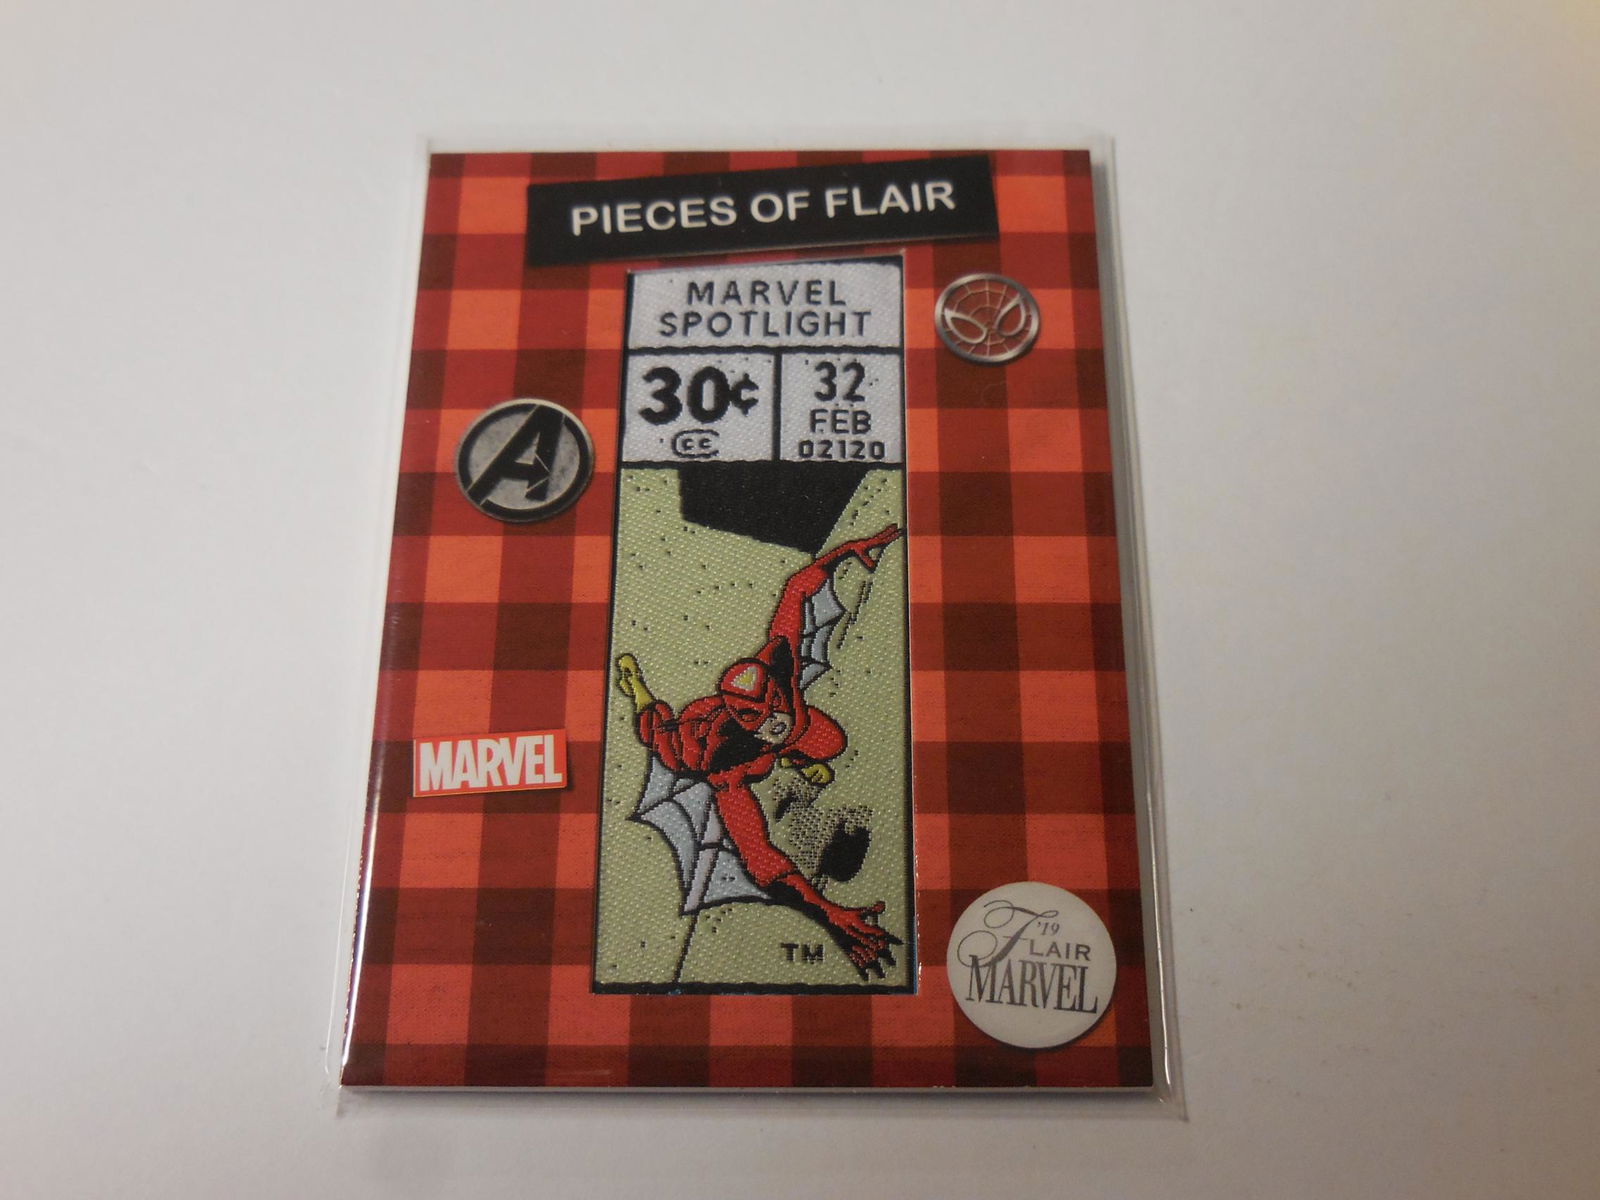 PIECES OF FLAIR
MARVEL
SPOTLIGHT
30¢
CC
32
FEB
02120
A
MARVEL
TM
'19
FLAIR
MARVEL